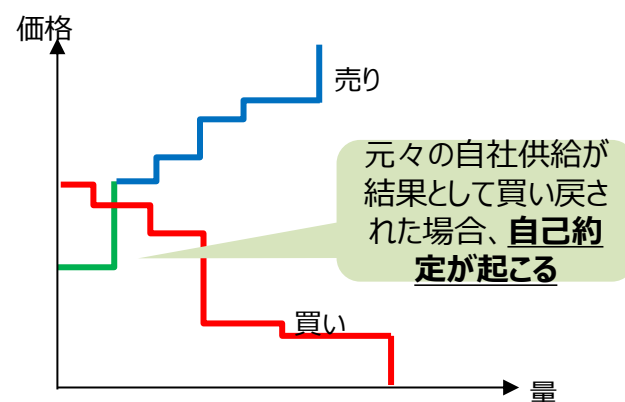 価格
売り
元々の自社供給が
結果として買い戻さ
れた場合、自己約
定が起こる
買い
量